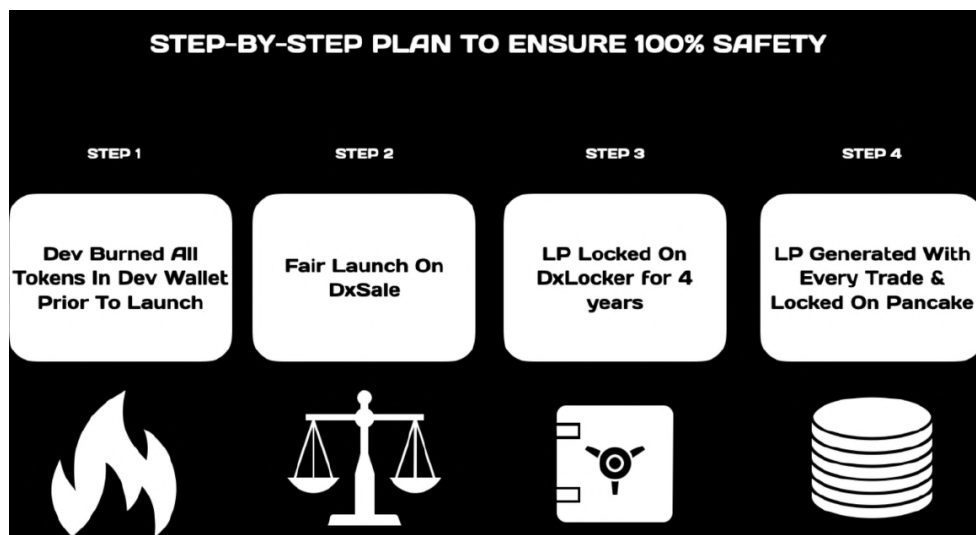 STEP-BY-STEP PLAN TO ENSURE 100% SAFETY
STEP 1
Dev Burned All
Tokens In Dev Wallet
Prior To Launch
STEP 2
Fair Launch On
DxSale
STEP 3
LP Locked On
DxLocker for 4
years
STEP 4
LP Generated With
Every Trade &
Locked On Pancake